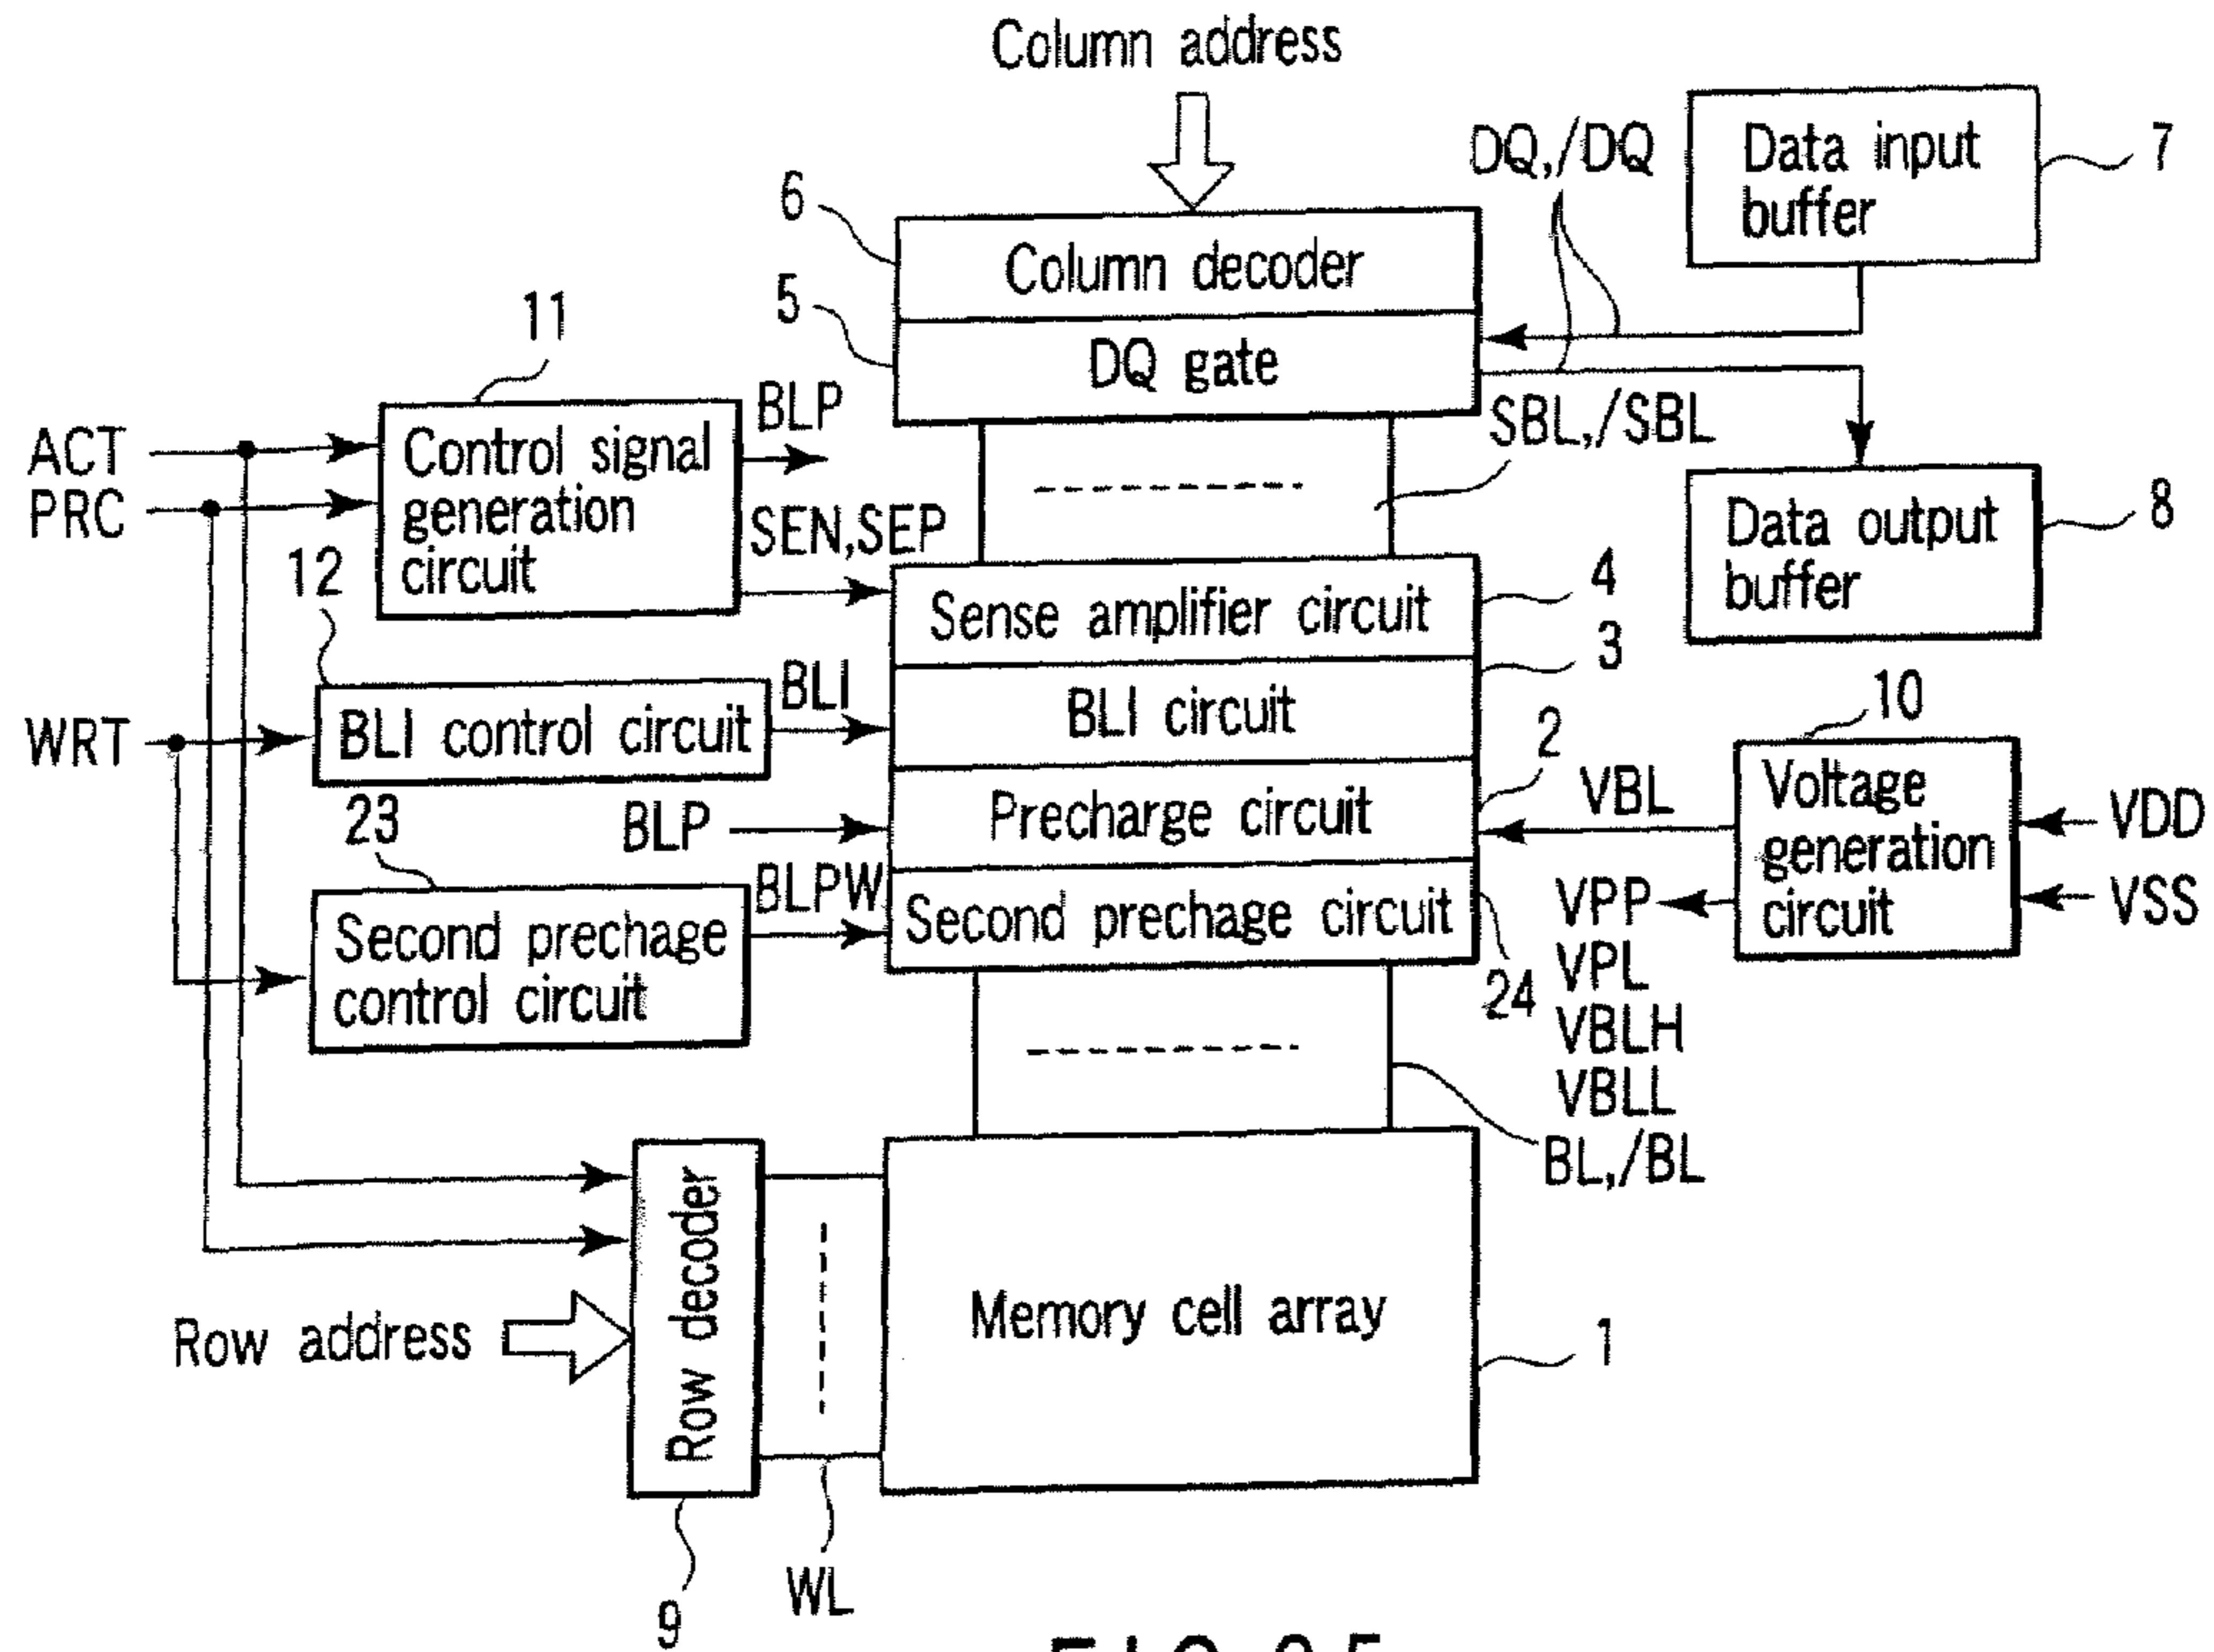 Column address
DQ,/DQ
Data input
buffer
7
6
Column decoder
5
DQ gate
11
BLP
SBL,/SBL
ACT
PRC
Control signal
generation
circuit
SEN,SEP
Data output
buffer
8
12
Sense amplifier circuit
4
3
WRT
BLI control circuit
BLI
BLI circuit
2
10
BLP
Precharge circuit
VBL
Voltage
generation
circuit
VDD
VSS
23
BLPW
Second prechage
control circuit
Second prechage circuit
24
VPP
VPL
VBLH
VBLL
BL,/BL
Row decoder
Row address
Memory cell array
1
WL
9